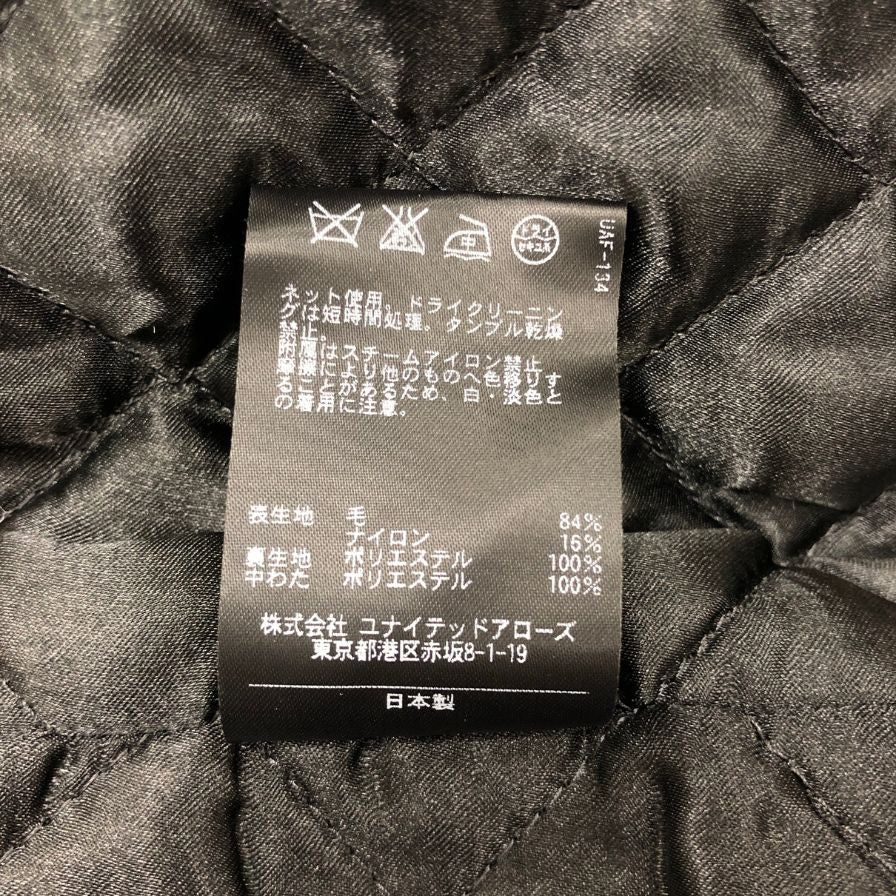 ドライ
セキユ系
中
UAF-134
ネット使用。ドライクリーニン
グは短時間処理。タンブル乾燥
禁止。
附属はスチームアイロン禁止
摩擦により他のものへ色移りす
ることがあるため、白・淡色と
の着用に注意。
表生地 毛 84%
ナイロン 16%
裏生地 ポリエステル 100%
中わた ポリエステル 100%
株式会社 ユナイテッドアローズ
東京都港区赤坂8-1-19
日本製